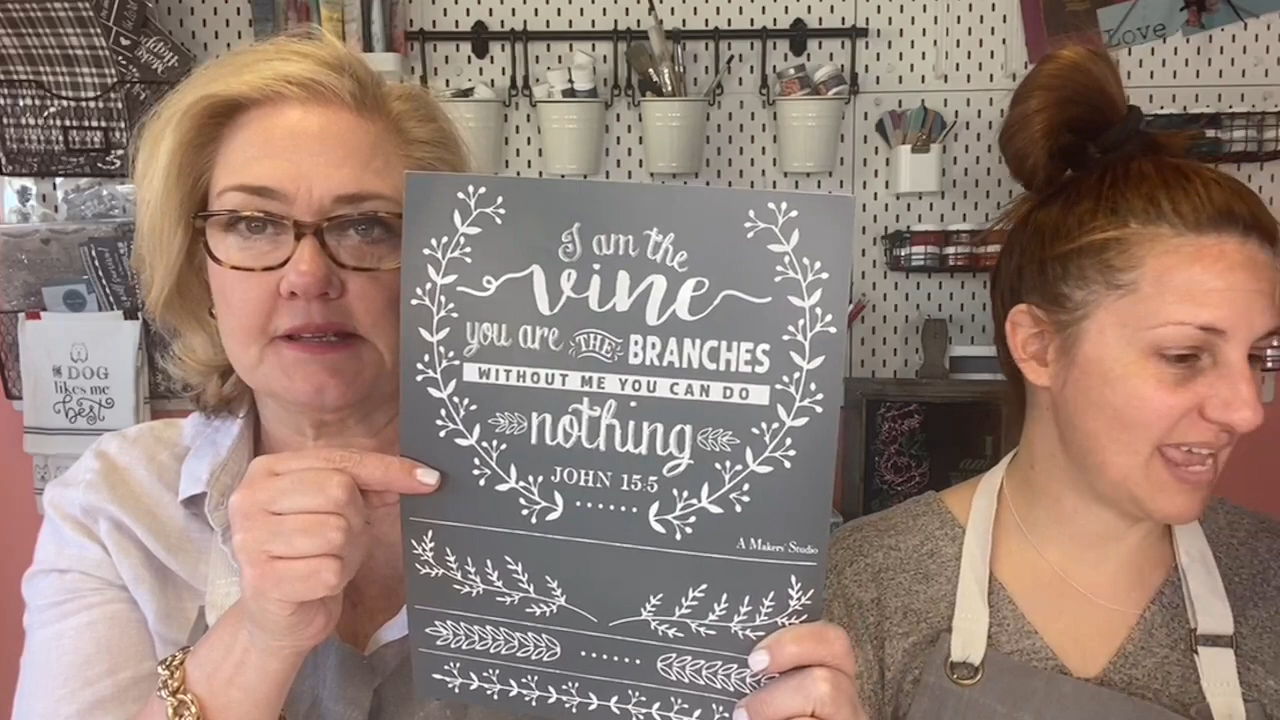 Love
I am the
vine
you are THE BRANCHES
WITHOUT ME YOU CAN DO
nothing
JOHN 15:5
A Makers' Studio
THE DOG
likes me
best